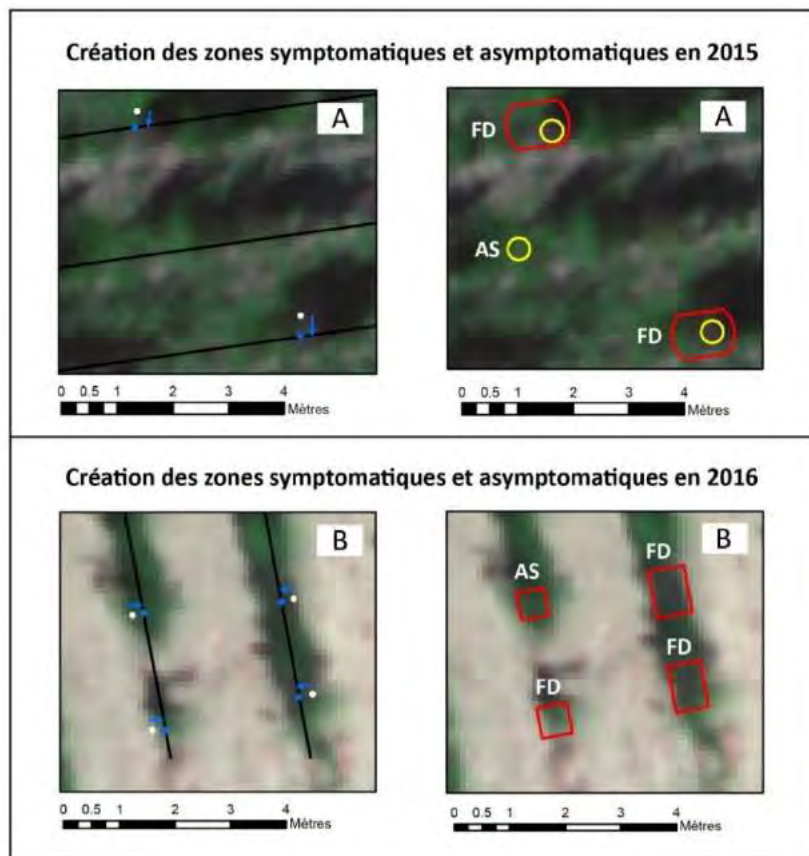 Création des zones symptomatiques et asymptomatiques en 2015
A
A
FD
AS
FD
0 0.5 1 2 3 4
Mètres
0 0.5 1 2 3 4
Mètres
Création des zones symptomatiques et asymptomatiques en 2016
B
B
AS
FD
FD
FD
0 0.5 1 2 3 4
Mètres
0 0.5 1 2 3 4
Mètres